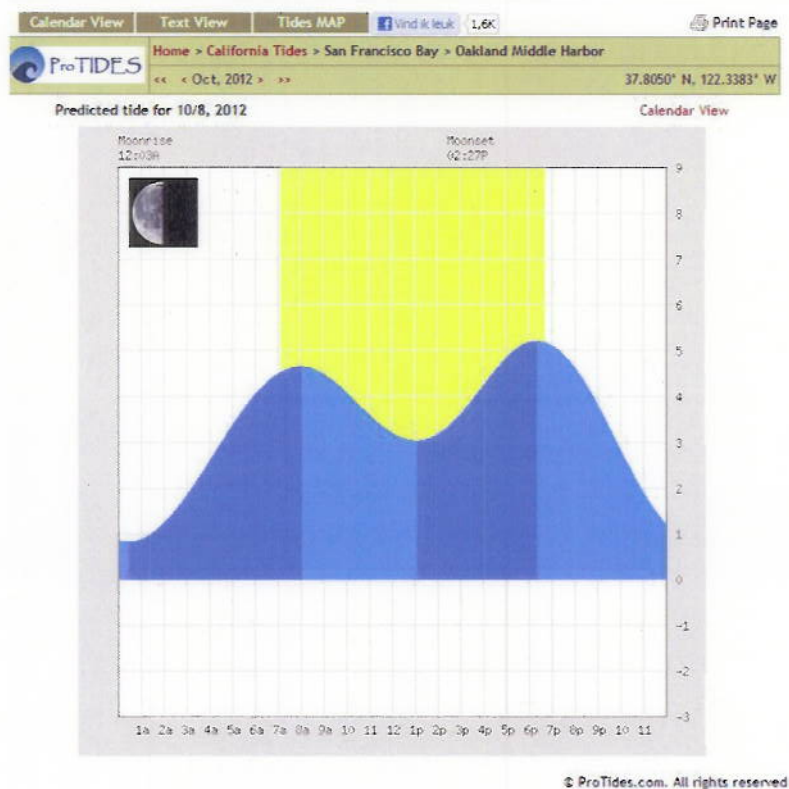 Calendar View Text View Tides MAP Vind ik leuk 1,6K Print Page
ProTIDES
Home > California Tides > San Francisco Bay > Oakland Middle Harbor
<< < Oct, 2012 > >> 37.8050° N, 122.3383° W
Predicted tide for 10/8, 2012 Calendar View
Moonrise Moonset
12:03A 02:27P
9
8
7
6
5
4
3
2
1
0
-1
-2
-3
1a 2a 3a 4a 5a 6a 7a 8a 9a 10 11 12 1p 2p 3p 4p 5p 6p 7p 8p 9p 10 11
© ProTides.com. All rights reserved